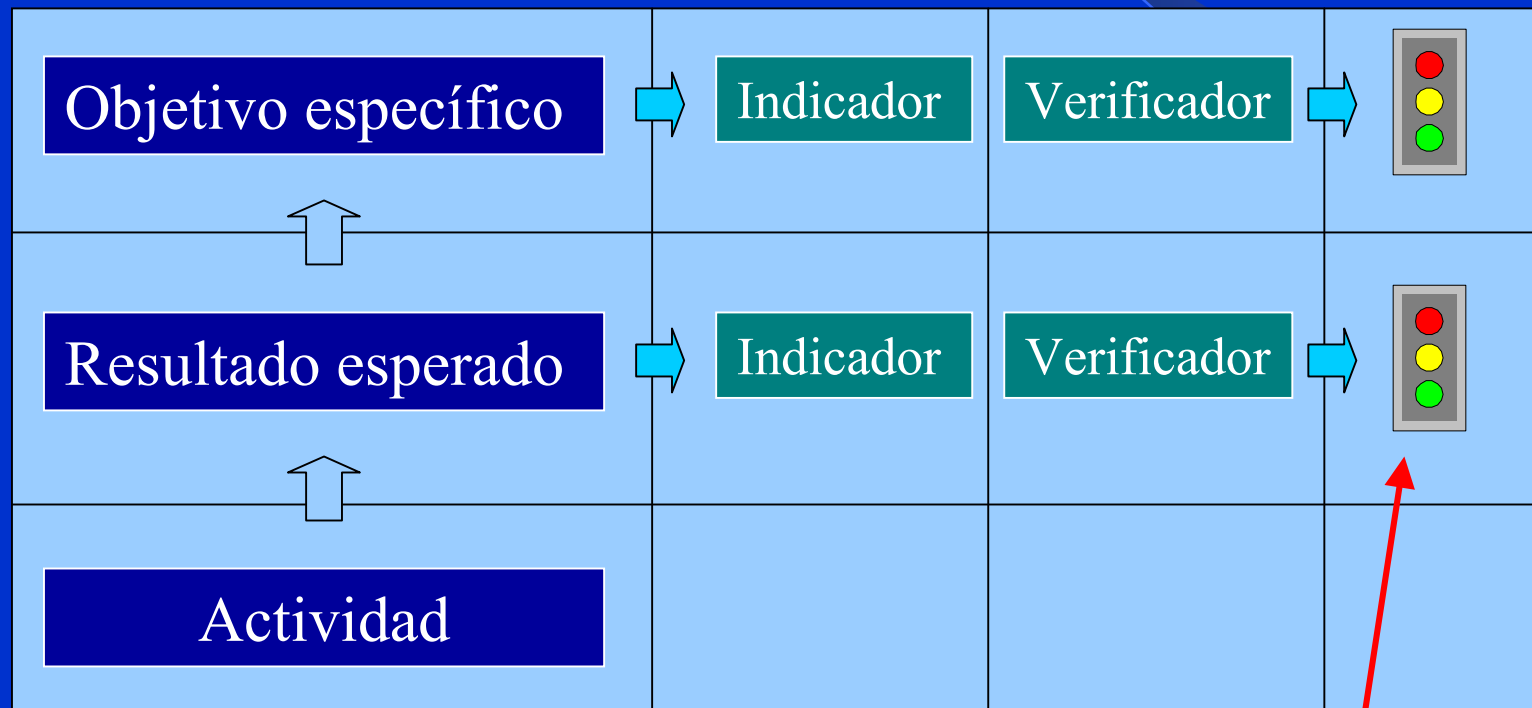 Objetivo específico
Indicador
Verificador
Resultado esperado
Indicador
Verificador
Actividad